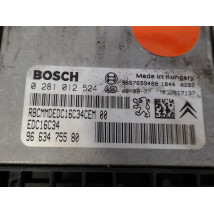 BOSCH
Made in Hungary
0 281 012 524
RBCMMDEDC16C34CEM 00
EDC16C34
96 634 755 80